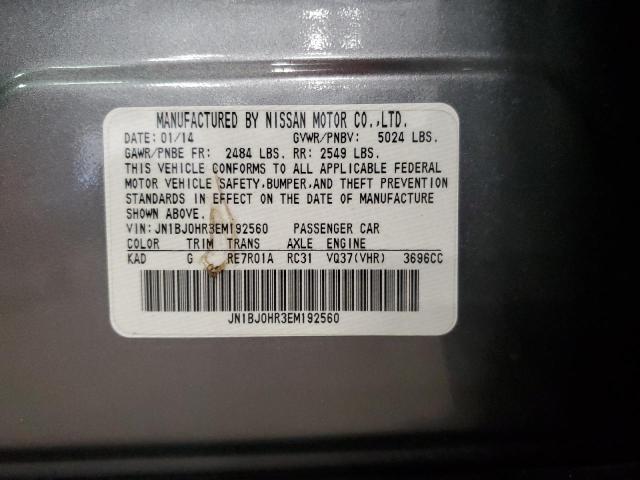 MANUFACTURED BY NISSAN MOTOR CO.,LTD.
DATE: 01/14 GVWR/PNBV: 5024 LBS.
GAWR/PNBE FR: 2484 LBS. RR: 2549 LBS.
THIS VEHICLE CONFORMS TO ALL APPLICABLE FEDERAL
MOTOR VEHICLE SAFETY,BUMPER,AND THEFT PREVENTION
STANDARDS IN EFFECT ON THE DATE OF MANUFACTURE
SHOWN ABOVE.
VIN: JN1BJ0HR3EM192560 PASSENGER CAR
COLOR TRIM TRANS AXLE ENGINE
KAD G RE7R01A RC31 VQ37(VHR) 3696CC
JN1BJ0HR3EM192560